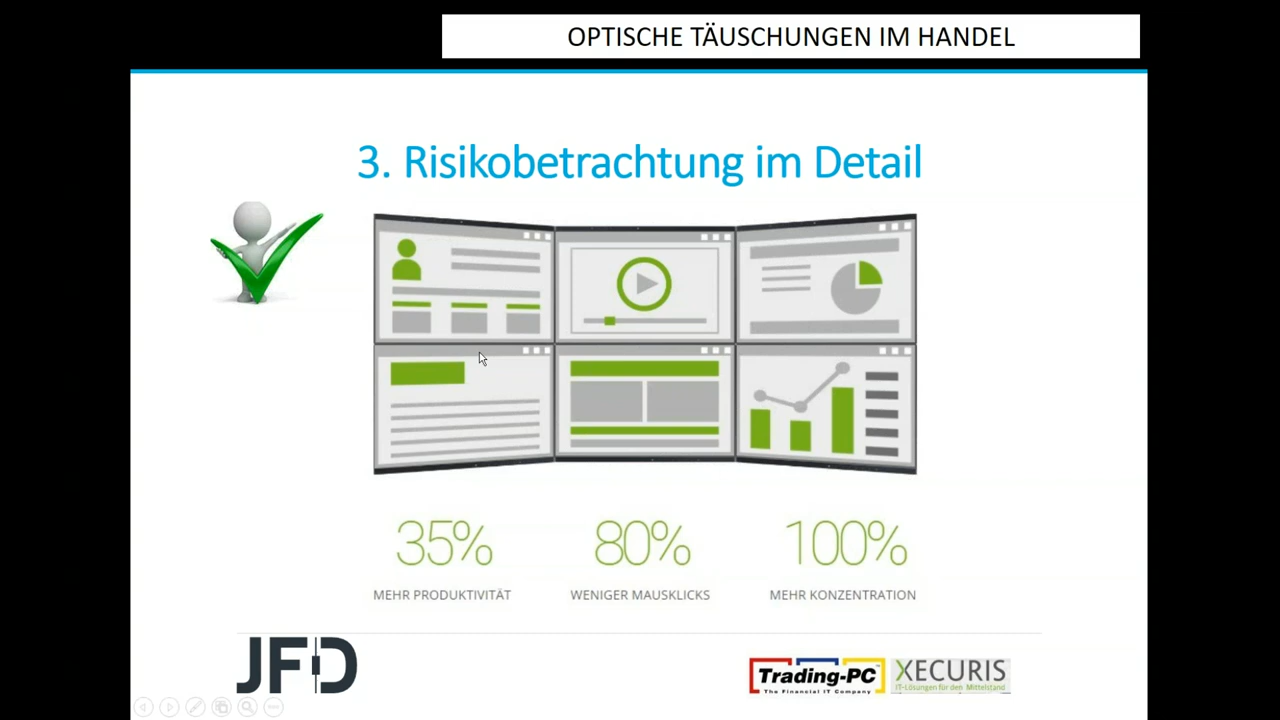 OPTISCHE TÄUSCHUNGEN IM HANDEL
3. Risikobetrachtung im Detail
35%
80%
100%
MEHR PRODUKTIVITÄT
WENIGER MAUSKLICKS
MEHR KONZENTRATION
JFD
Trading-PC
The Financial IT Company
XECURIS
IT-Lösungen für den Mittelstand